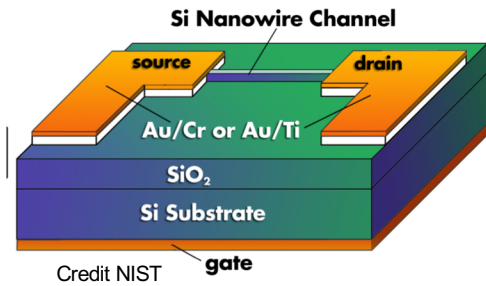 Si Nanowire Channel
source
drain
Au/Cr or Au/Ti
SiO₂
Si Substrate
gate
Credit NIST